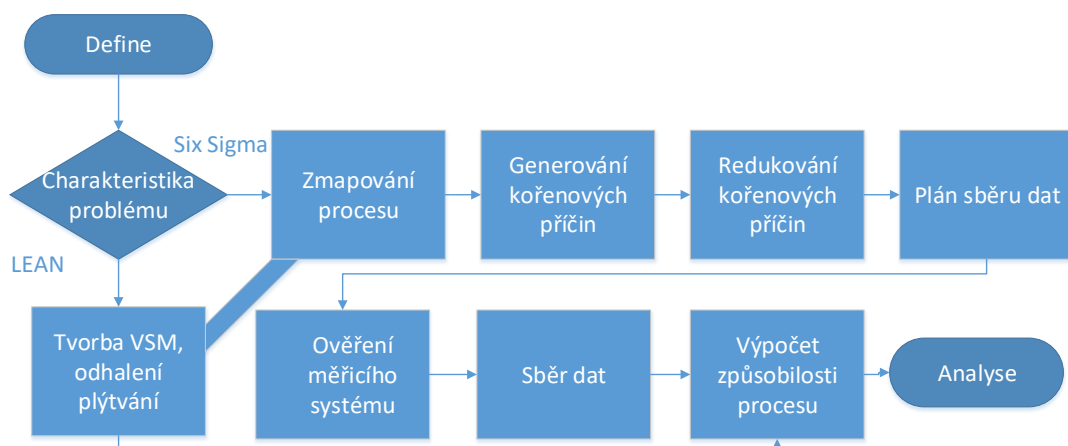 Define
Six Sigma
Charakteristika
problému
Zmapování
procesu
Generování
kořenových
příčin
Redukování
kořenových
příčin
Plán sběru dat
LEAN
Tvorba VSM,
odhalení
plýtvání
Ověření
měřicího
systému
Sběr dat
Výpočet
způsobilosti
procesu
Analyse